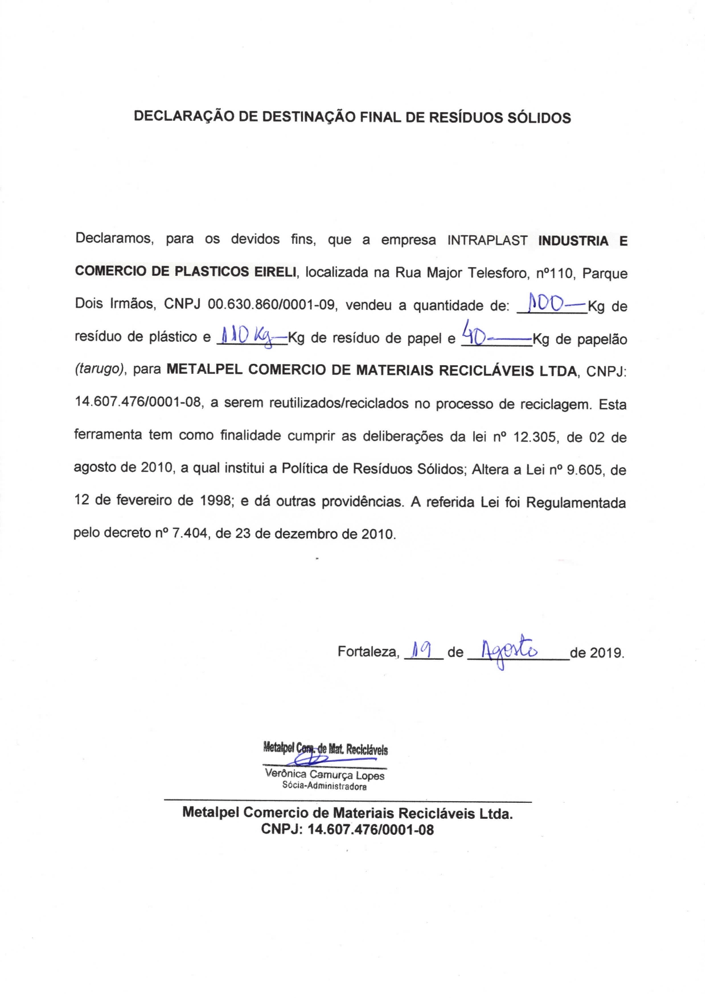 DECLARAÇÃO DE DESTINAÇÃO FINAL DE RESÍDUOS SÓLIDOS
Declaramos, para os devidos fins, que a empresa INTRAPLAST INDUSTRIA E
COMERCIO DE PLASTICOS EIRELI, localizada na Rua Major Telesforo, nº110, Parque
Dois Irmãos, CNPJ 00.630.860/0001-09, vendeu a quantidade de: 100 Kg de
resíduo de plástico e 110 Kg Kg de resíduo de papel e 40 Kg de papelão
(tarugo), para METALPEL COMERCIO DE MATERIAIS RECICLÁVEIS LTDA, CNPJ:
14.607.476/0001-08, a serem reutilizados/reciclados no processo de reciclagem. Esta
ferramenta tem como finalidade cumprir as deliberações da lei nº 12.305, de 02 de
agosto de 2010, a qual institui a Política de Resíduos Sólidos; Altera a Lei nº 9.605, de
12 de fevereiro de 1998; e dá outras providências. A referida Lei foi Regulamentada
pelo decreto nº 7.404, de 23 de dezembro de 2010.
Fortaleza, 19 de Agosto de 2019.
Metalpel Com. de Mat. Recicláveis
Verônica Camurça Lopes
Sócia-Administradora
Metalpel Comercio de Materiais Recicláveis Ltda.
CNPJ: 14.607.476/0001-08